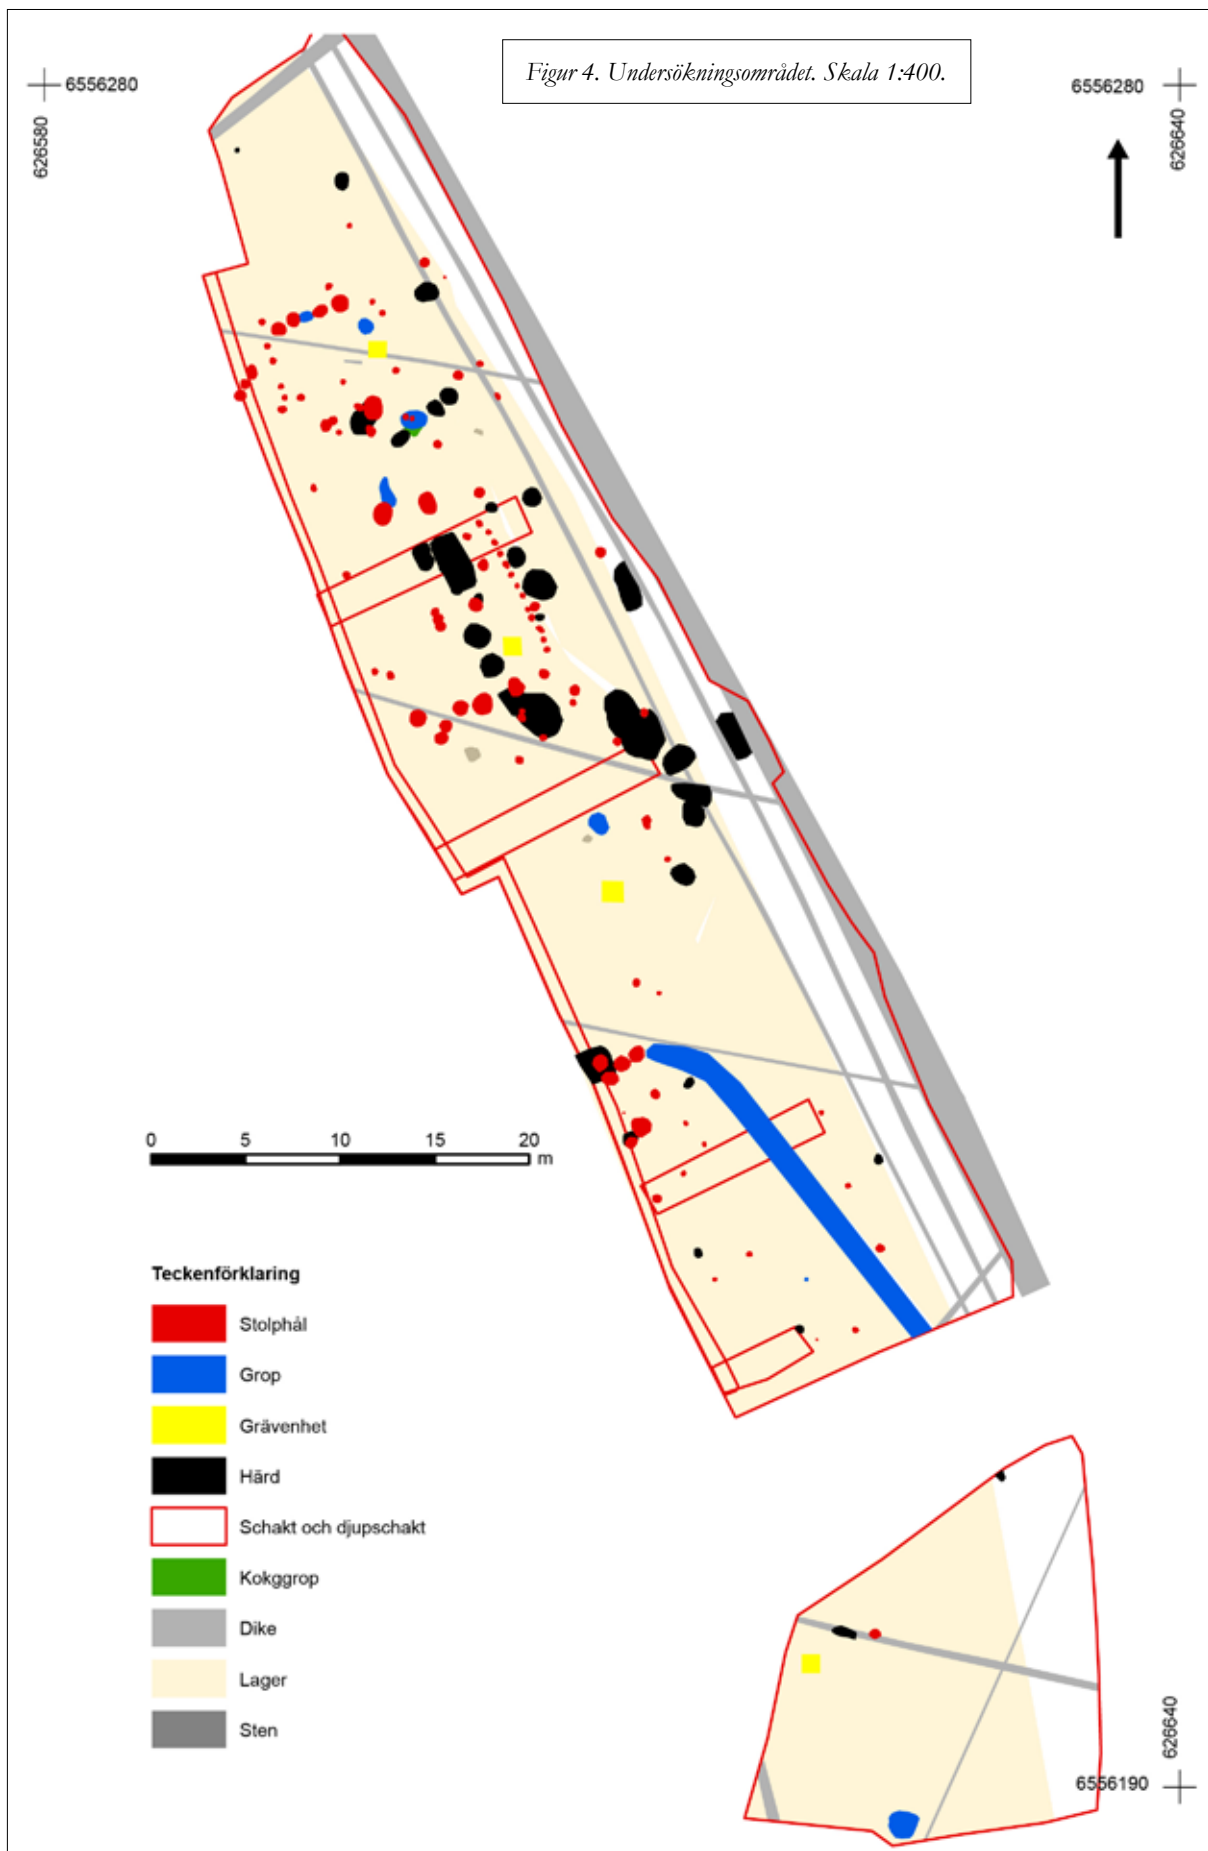 Figur 4. Undersökningsområdet. Skala 1:400.
6556280
626580
6556280
626640
0 5 10 15 20 m
Teckenförklaring
Stolphål
Grop
Grävenhet
Härd
Schakt och djupschakt
Kokggrop
Dike
Lager
Sten
626640
6556190